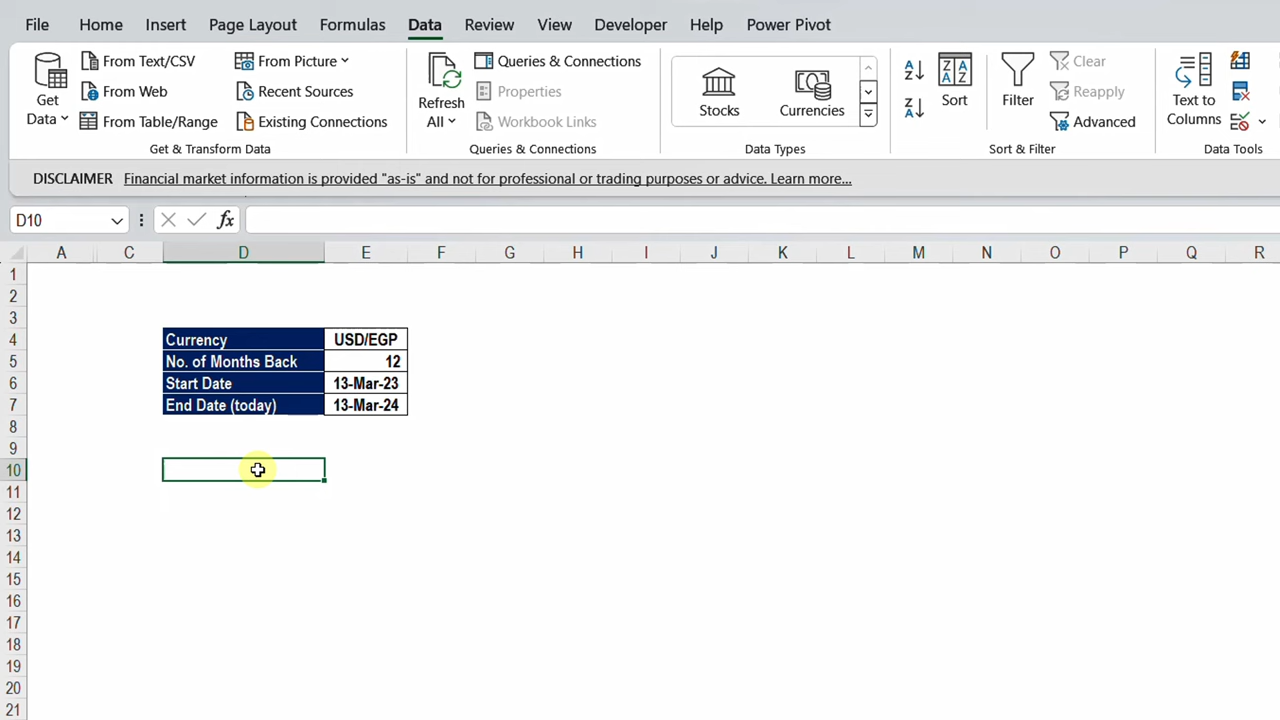 File Home Insert Page Layout Formulas Data Review View Developer Help Power Pivot
Get Data
From Text/CSV
From Web
From Table/Range
From Picture
Recent Sources
Existing Connections
Get & Transform Data
Refresh All
Queries & Connections
Properties
Workbook Links
Queries & Connections
Stocks
Currencies
Data Types
Sort
Filter
Clear
Reapply
Advanced
Sort & Filter
Text to Columns
Data Tools
DISCLAIMER Financial market information is provided "as-is" and not for professional or trading purposes or advice. Learn more...
D10 fx
A C D E F G H I J K L M N O P Q R
1
2
3
4 Currency USD/EGP
5 No. of Months Back 12
6 Start Date 13-Mar-23
7 End Date (today) 13-Mar-24
8
9
10
11
12
13
14
15
16
17
18
19
20
21